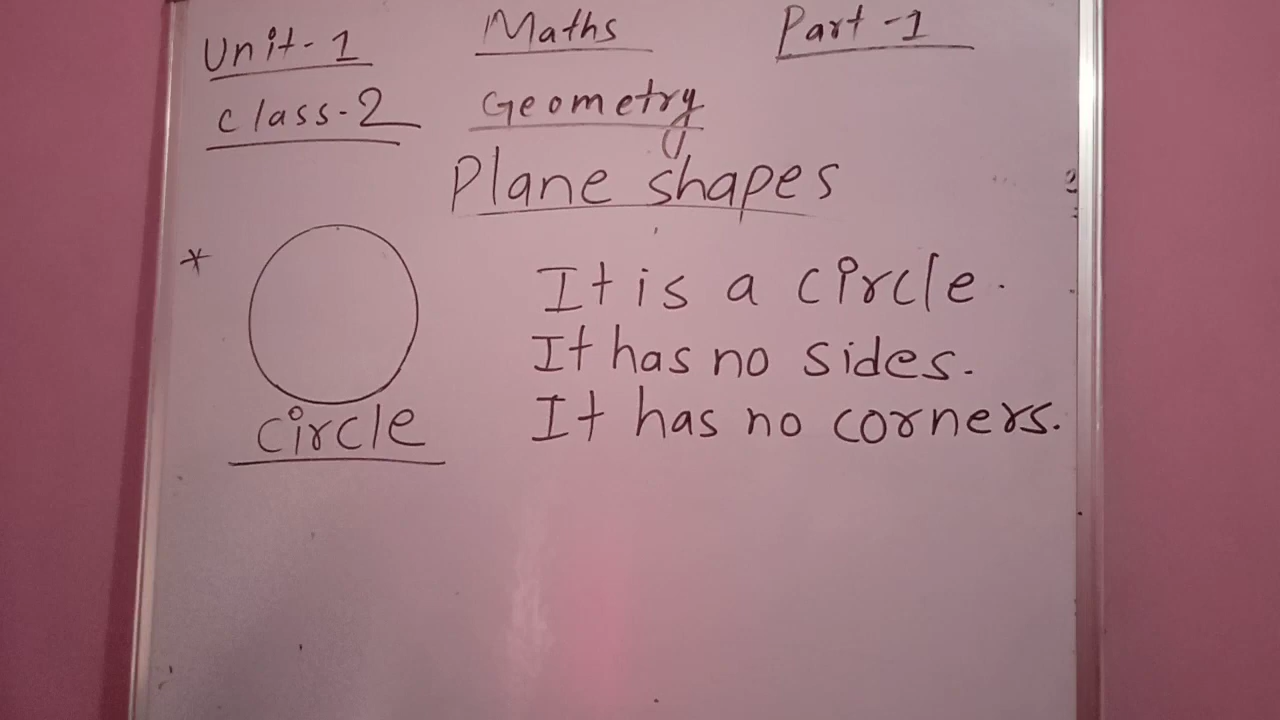 Unit-1 Maths Part-1
Class-2 Geometry
Plane shapes
* It is a circle.
It has no sides.
circle It has no corners.